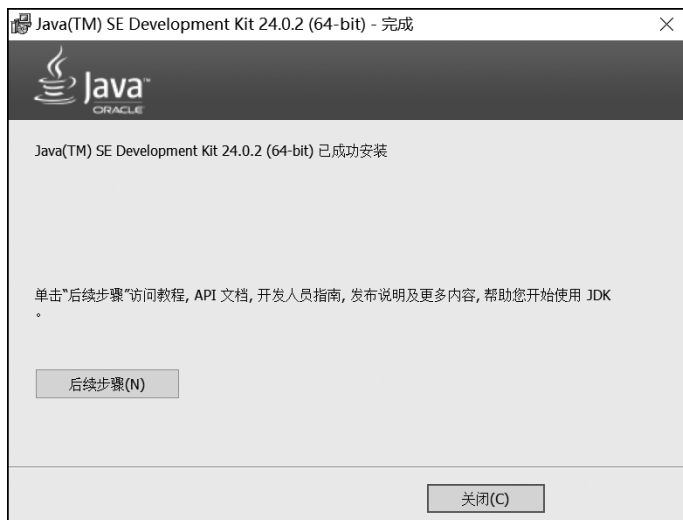 Java(TM) SE Development Kit 24.0.2 (64-bit) - 完成
Java™
ORACLE
Java(TM) SE Development Kit 24.0.2 (64-bit) 已成功安装
单击"后续步骤"访问教程, API 文档, 开发人员指南, 发布说明及更多内容, 帮助您开始使用 JDK
。
后续步骤(N)
关闭(C)